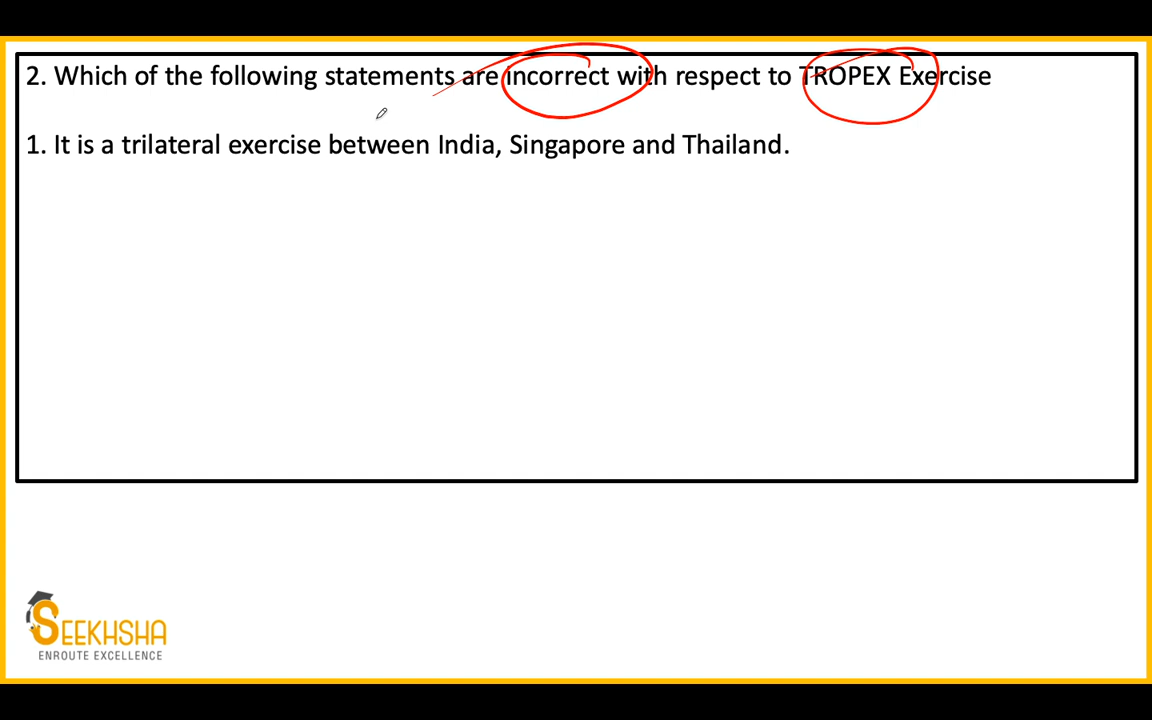 2. Which of the following statements are incorrect with respect to TROPEX Exercise
1. It is a trilateral exercise between India, Singapore and Thailand.
SEEKHSHA
ENROUTE EXCELLENCE